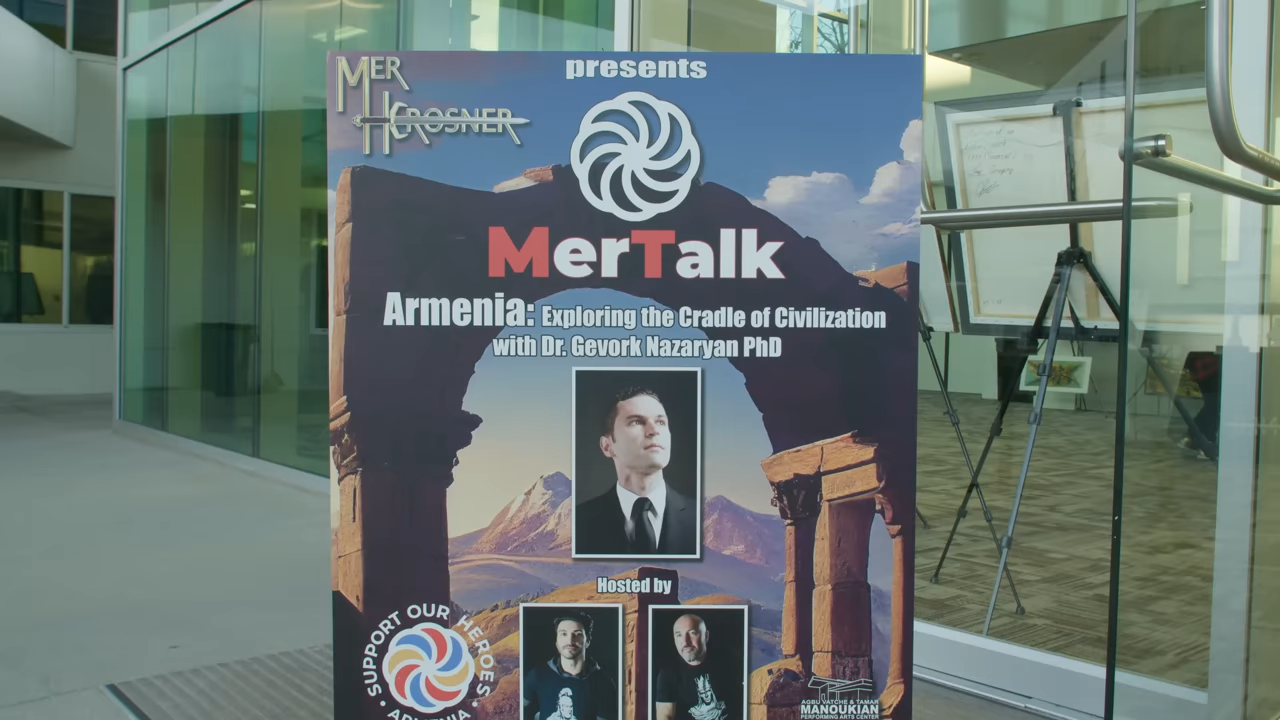 MER
HEROSNER
presents
MerTalk
Armenia: Exploring the Cradle of Civilization
with Dr. Gevork Nazaryan PhD
Hosted by
SUPPORT OUR HEROES
ARMENIA
AGBU VATCHE & TAMAR
MANOUKIAN
PERFORMING ARTS CENTER